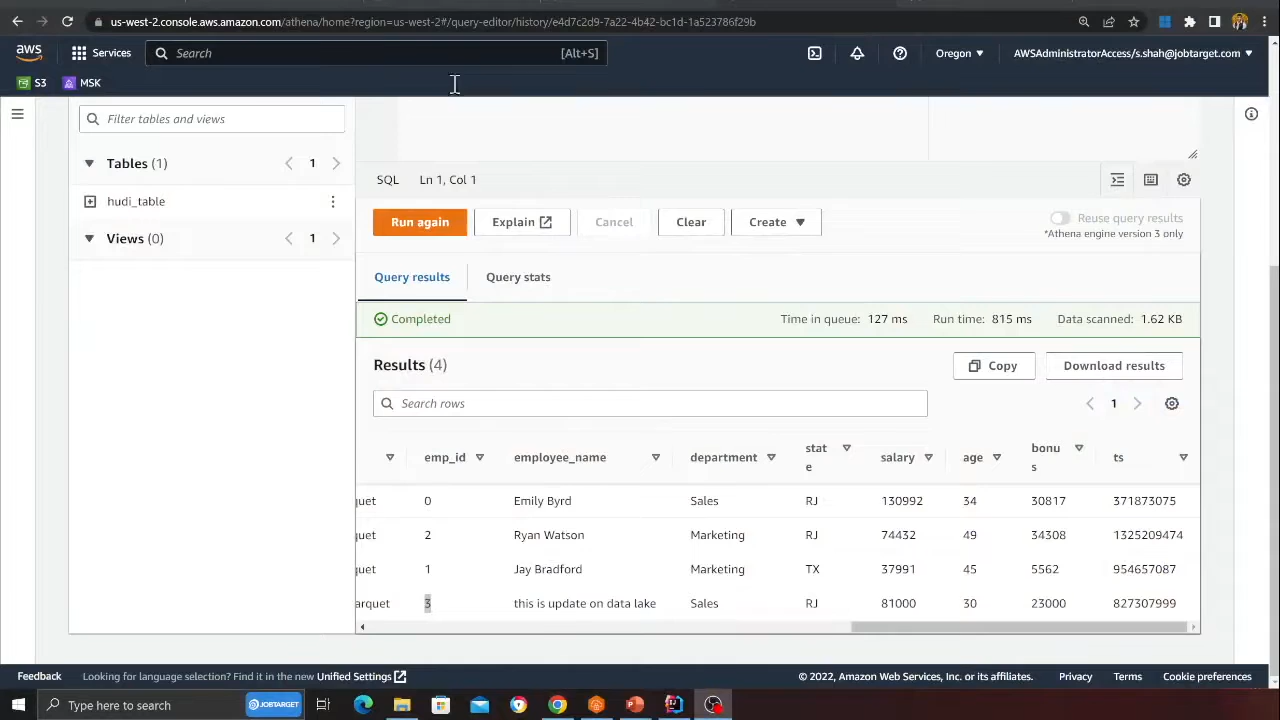 us-west-2.console.aws.amazon.com/athena/home?region=us-west-2#/query-editor/history/e4d7c2d9-7a22-4b42-bc1d-1a523786f29b
aws Services Search [Alt+S] Oregon AWSAdministratorAccess/s.shah@jobtarget.com
S3 MSK
Filter tables and views
Tables (1) 1
hudi_table
Views (0) 1
SQL Ln 1, Col 1
Run again Explain Cancel Clear Create Reuse query results
*Athena engine version 3 only
Query results Query stats
Completed Time in queue: 127 ms Run time: 815 ms Data scanned: 1.62 KB
Results (4) Copy Download results
Search rows 1
emp_id employee_name department stat
e salary age bonu
s ts
quet 0 Emily Byrd Sales RJ 130992 34 30817 371873075
quet 2 Ryan Watson Marketing RJ 74432 49 34308 1325209474
quet 1 Jay Bradford Marketing TX 37991 45 5562 954657087
arquet 3 this is update on data lake Sales RJ 81000 30 23000 827307999
Feedback Looking for language selection? Find it in the new Unified Settings © 2022, Amazon Web Services, Inc. or its affiliates. Privacy Terms Cookie preferences
Type here to search JOBTARGET